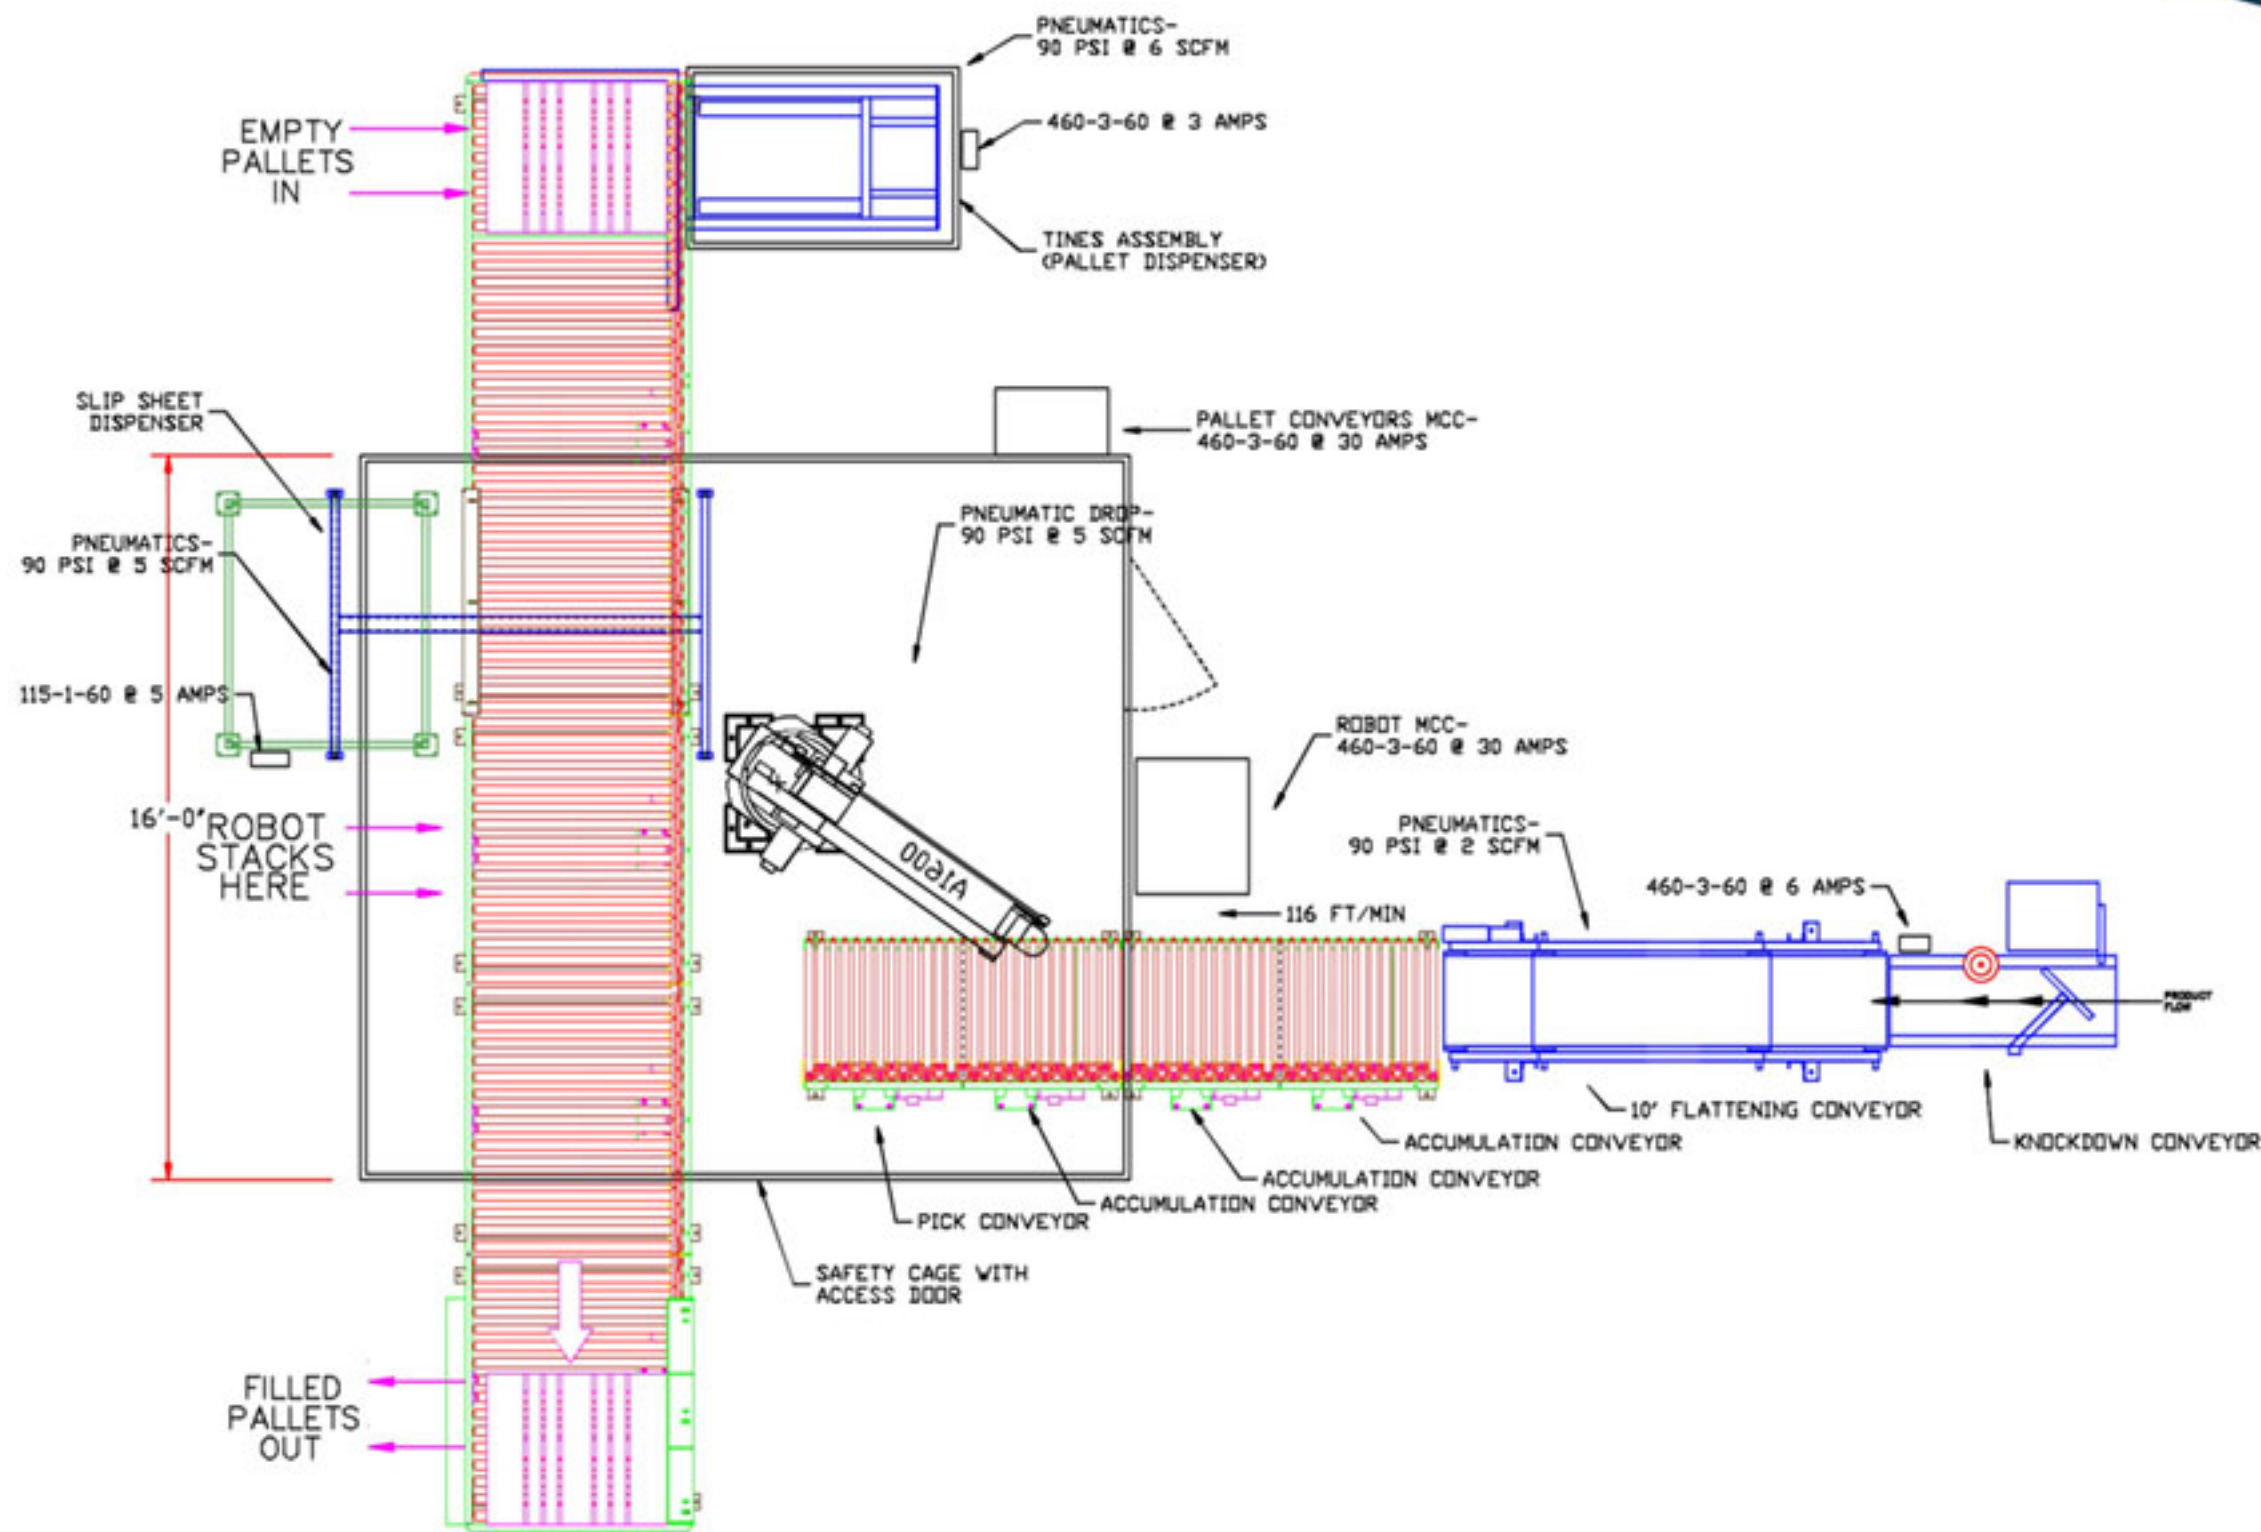 PNEUMATICS-
90 PSI @ 6 SCFM
460-3-60 @ 3 AMPS
EMPTY
PALLETS
IN
TINES ASSEMBLY
(PALLET DISPENSER)
SLIP SHEET
DISPENSER
PALLET CONVEYORS MCC-
460-3-60 @ 30 AMPS
PNEUMATIC DROP-
90 PSI @ 5 SCFM
PNEUMATICS-
90 PSI @ 5 SCFM
115-1-60 @ 5 AMPS
ROBOT MCC-
460-3-60 @ 30 AMPS
16'-0"
ROBOT
STACKS
HERE
A1600
PNEUMATICS-
90 PSI @ 2 SCFM
460-3-60 @ 6 AMPS
116 FT/MIN
PRODUCT
FLOW
10' FLATTENING CONVEYOR
KNOCKDOWN CONVEYOR
ACCUMULATION CONVEYOR
ACCUMULATION CONVEYOR
ACCUMULATION CONVEYOR
PICK CONVEYOR
SAFETY CAGE WITH
ACCESS DOOR
FILLED
PALLETS
OUT